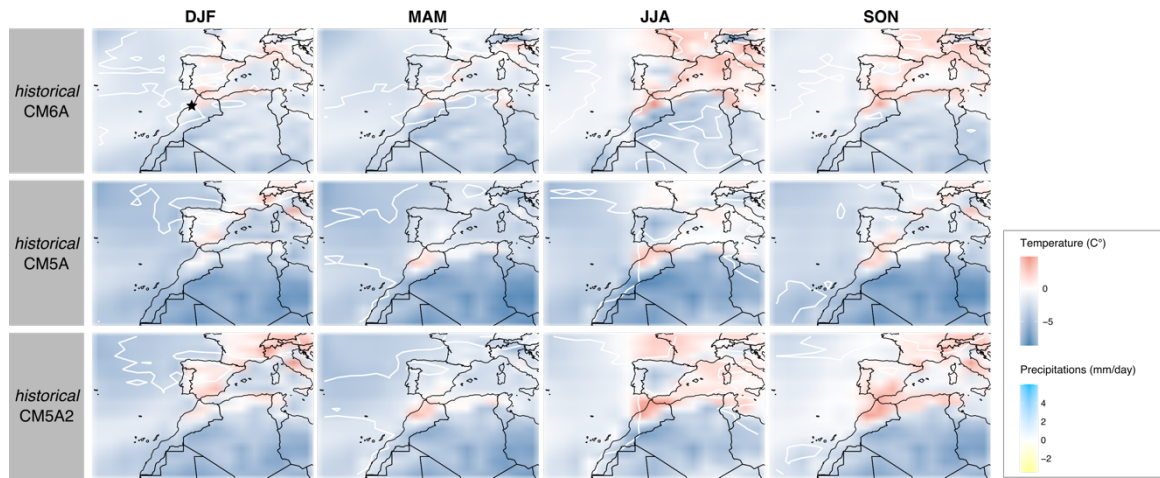 DJF MAM JJA SON
historical
CM6A
historical
CM5A
historical
CM5A2
Temperature (C°)
0
−5
Precipitations (mm/day)
4
2
0
−2